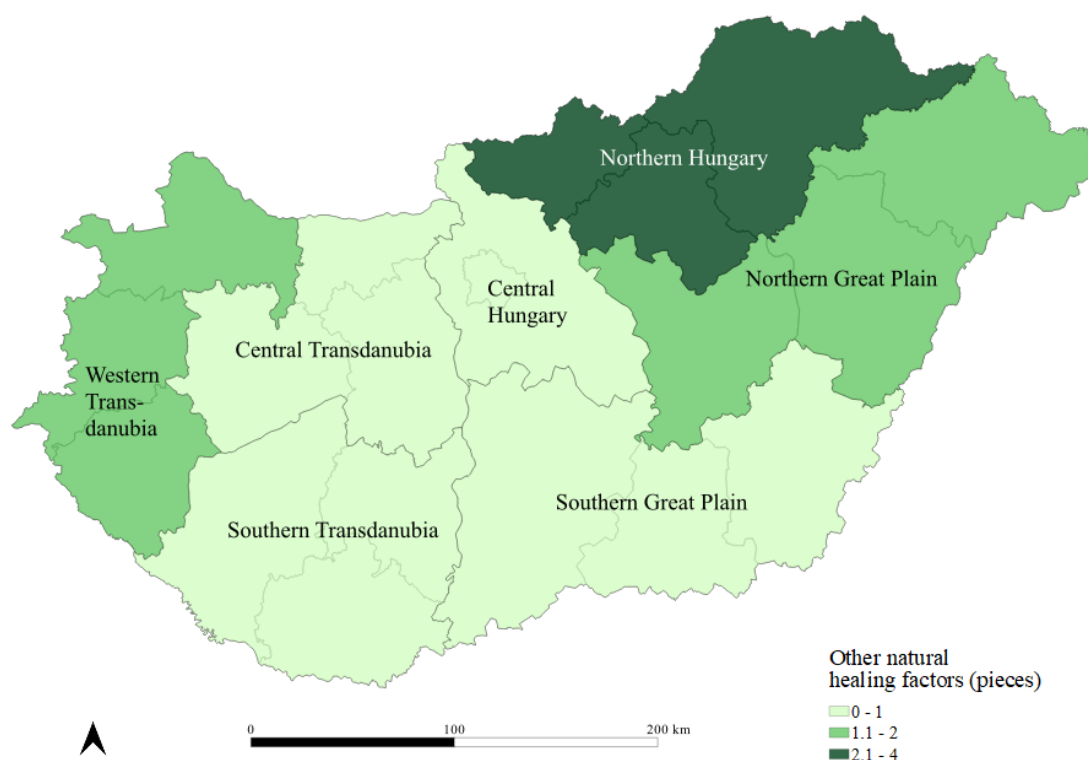 Northern Hungary
Northern Great Plain
Central
Hungary
Central Transdanubia
Western
Trans-
danubia
Southern Great Plain
Southern Transdanubia
Other natural
healing factors (pieces)
0 - 1
1.1 - 2
2.1 - 4
0 100 200 km